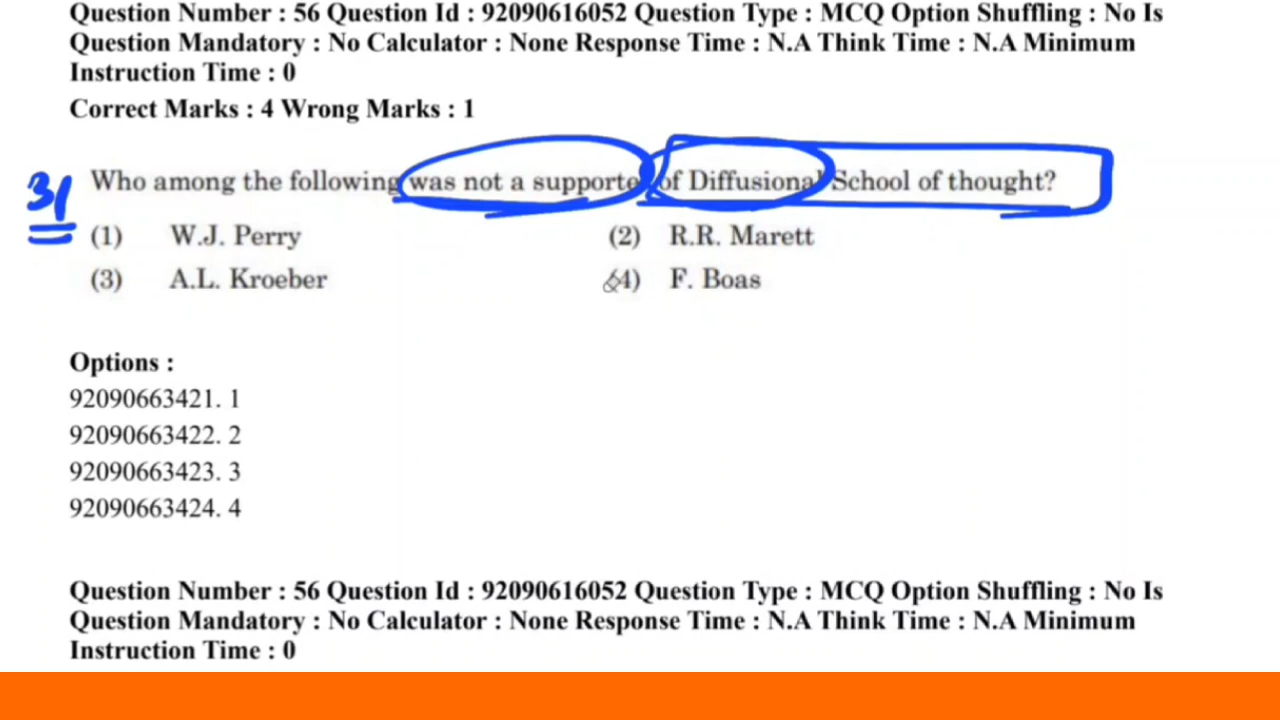 Question Number : 56 Question Id : 92090616052 Question Type : MCQ Option Shuffling : No Is
Question Mandatory : No Calculator : None Response Time : N.A Think Time : N.A Minimum
Instruction Time : 0
Correct Marks : 4 Wrong Marks : 1
31 Who among the following was not a supporte of Diffusional School of thought?
(1) W.J. Perry (2) R.R. Marett
(3) A.L. Kroeber (4) F. Boas
Options :
92090663421. 1
92090663422. 2
92090663423. 3
92090663424. 4
Question Number : 56 Question Id : 92090616052 Question Type : MCQ Option Shuffling : No Is
Question Mandatory : No Calculator : None Response Time : N.A Think Time : N.A Minimum
Instruction Time : 0